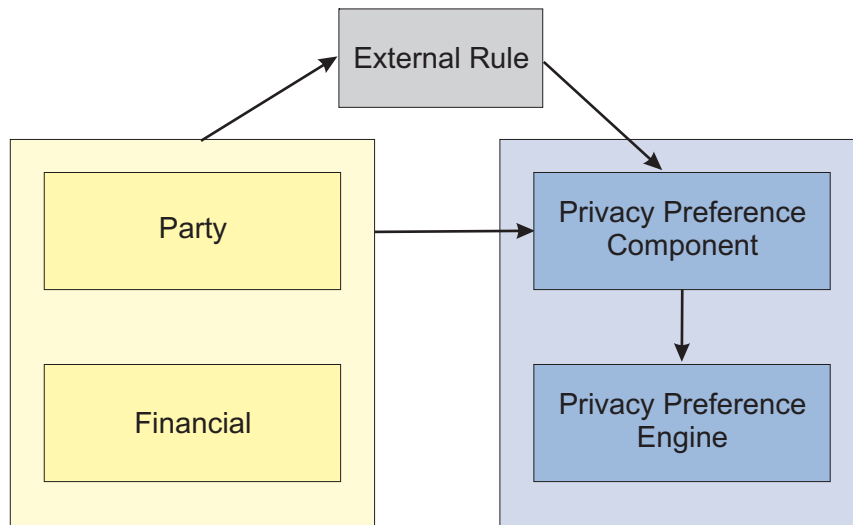 External Rule
Party
Privacy Preference
Component
Financial
Privacy Preference
Engine